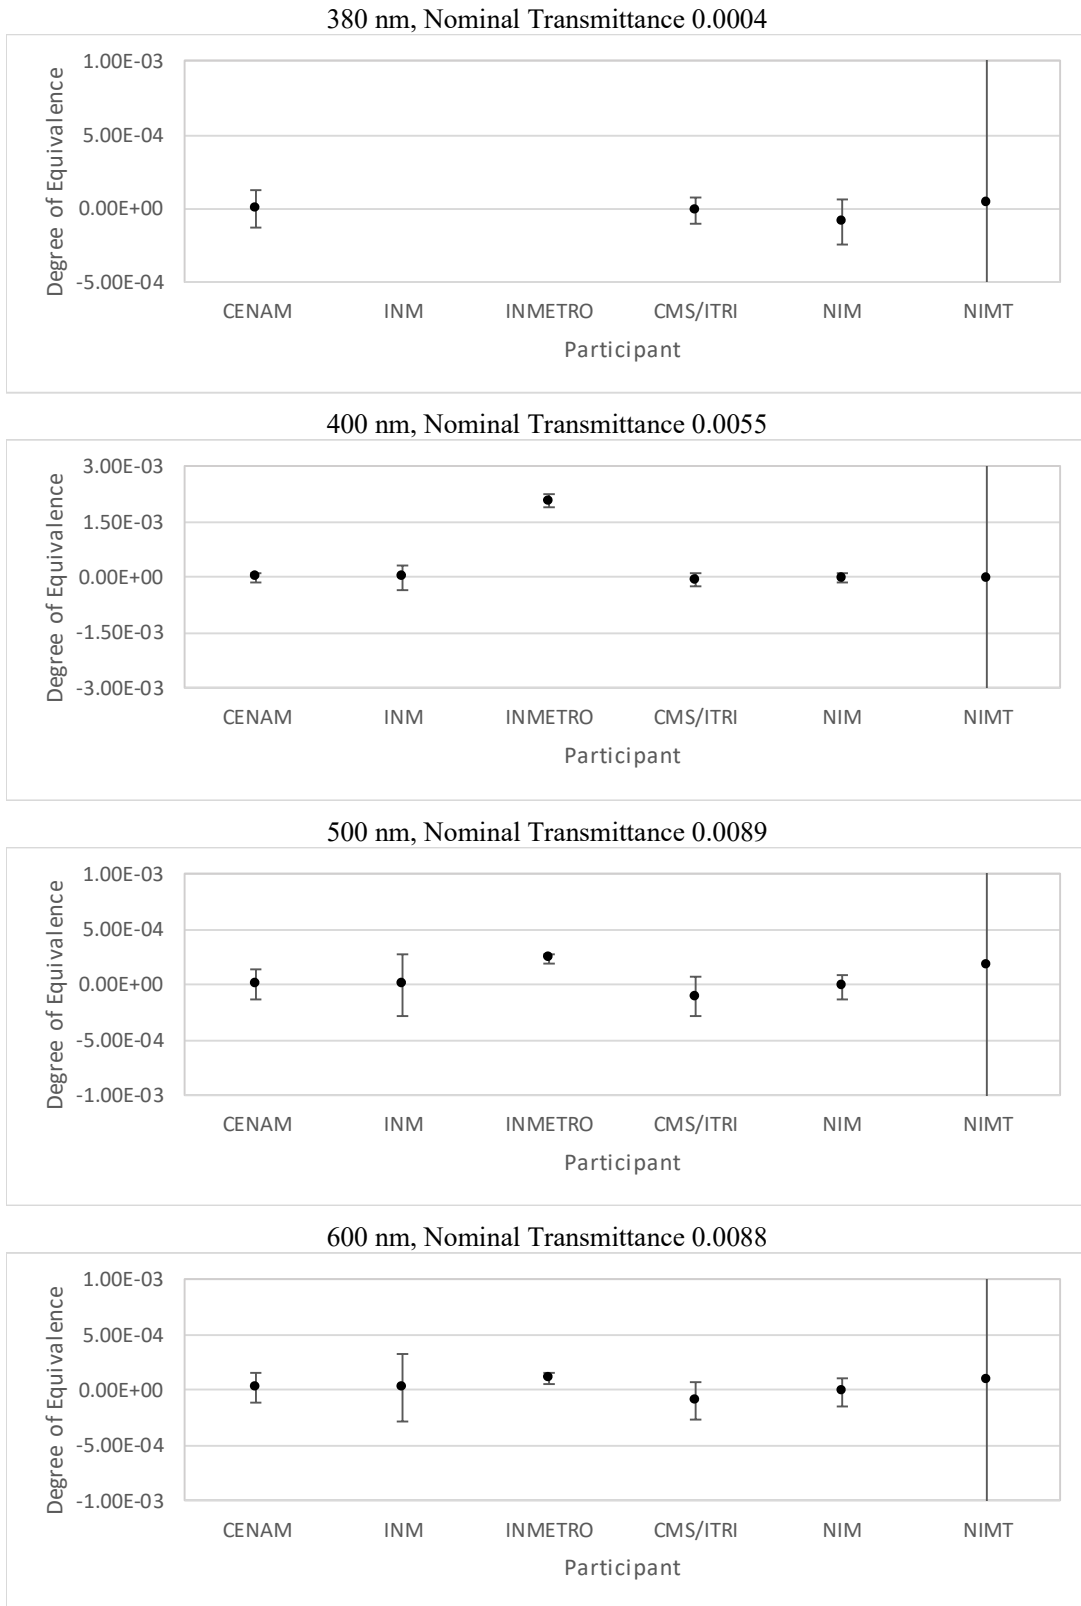 380 nm, Nominal Transmittance 0.0004
1.00E-03
5.00E-04
0.00E+00
-5.00E-04
Degree of Equivalence
CENAM INM INMETRO CMS/ITRI NIM NIMT
Participant
400 nm, Nominal Transmittance 0.0055
3.00E-03
1.50E-03
0.00E+00
-1.50E-03
-3.00E-03
Degree of Equivalence
CENAM INM INMETRO CMS/ITRI NIM NIMT
Participant
500 nm, Nominal Transmittance 0.0089
1.00E-03
5.00E-04
0.00E+00
-5.00E-04
-1.00E-03
Degree of Equivalence
CENAM INM INMETRO CMS/ITRI NIM NIMT
Participant
600 nm, Nominal Transmittance 0.0088
1.00E-03
5.00E-04
0.00E+00
-5.00E-04
-1.00E-03
Degree of Equivalence
CENAM INM INMETRO CMS/ITRI NIM NIMT
Participant